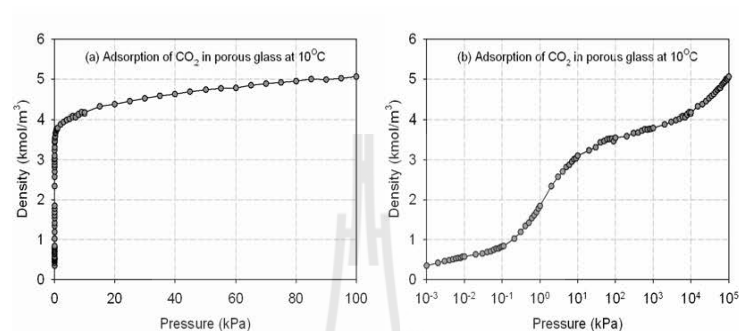 (a) Adsorption of CO₂ in porous glass at 10⁰C
Density (kmol/m³)
6
5
4
3
2
1
0
0 20 40 60 80 100
Pressure (kPa)
(b) Adsorption of CO₂ in porous glass at 10⁰C
Density (kmol/m³)
6
5
4
3
2
1
0
10⁻³ 10⁻² 10⁻¹ 10⁰ 10¹ 10² 10³ 10⁴ 10⁵
Pressure (kPa)